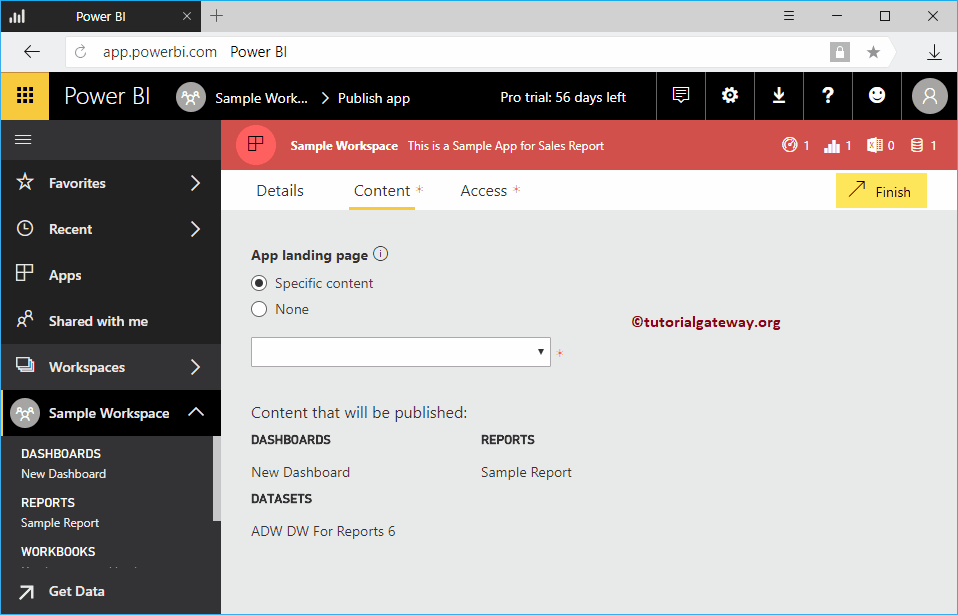 Power BI
app.powerbi.com Power BI
Power BI Sample Work... Publish app Pro trial: 56 days left
Sample Workspace This is a Sample App for Sales Report 1 1 0 1
Favorites
Recent
Apps
Shared with me
Workspaces
Sample Workspace
DASHBOARDS
New Dashboard
REPORTS
Sample Report
WORKBOOKS
Get Data
Details Content * Access *
Finish
App landing page
Specific content
None
©tutorialgateway.org
*
Content that will be published:
DASHBOARDS REPORTS
New Dashboard Sample Report
DATASETS
ADW DW For Reports 6